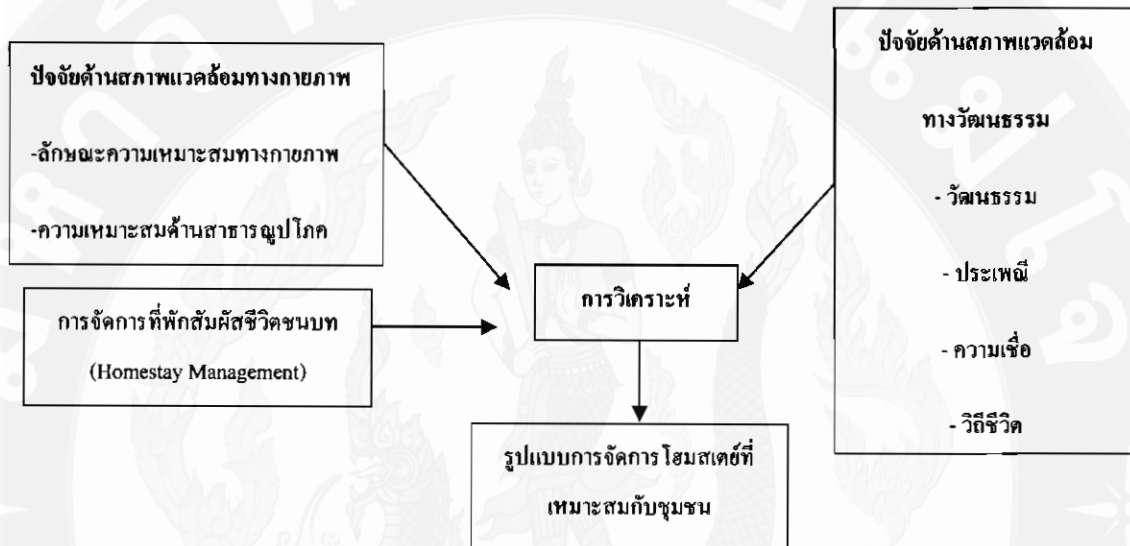 ปัจจัยด้านสภาพแวดล้อมทางกายภาพ
-ลักษณะความเหมาะสมทางกายภาพ
-ความเหมาะสมด้านสาธารณูปโภค
การจัดการที่พักสัมผัสชีวิตชนบท
(Homestay Management)
การวิเคราะห์
รูปแบบการจัดการโฮมสเตย์ที่
เหมาะสมกับชุมชน
ปัจจัยด้านสภาพแวดล้อม
ทางวัฒนธรรม
- วัฒนธรรม
- ประเพณี
- ความเชื่อ
- วิถีชีวิต